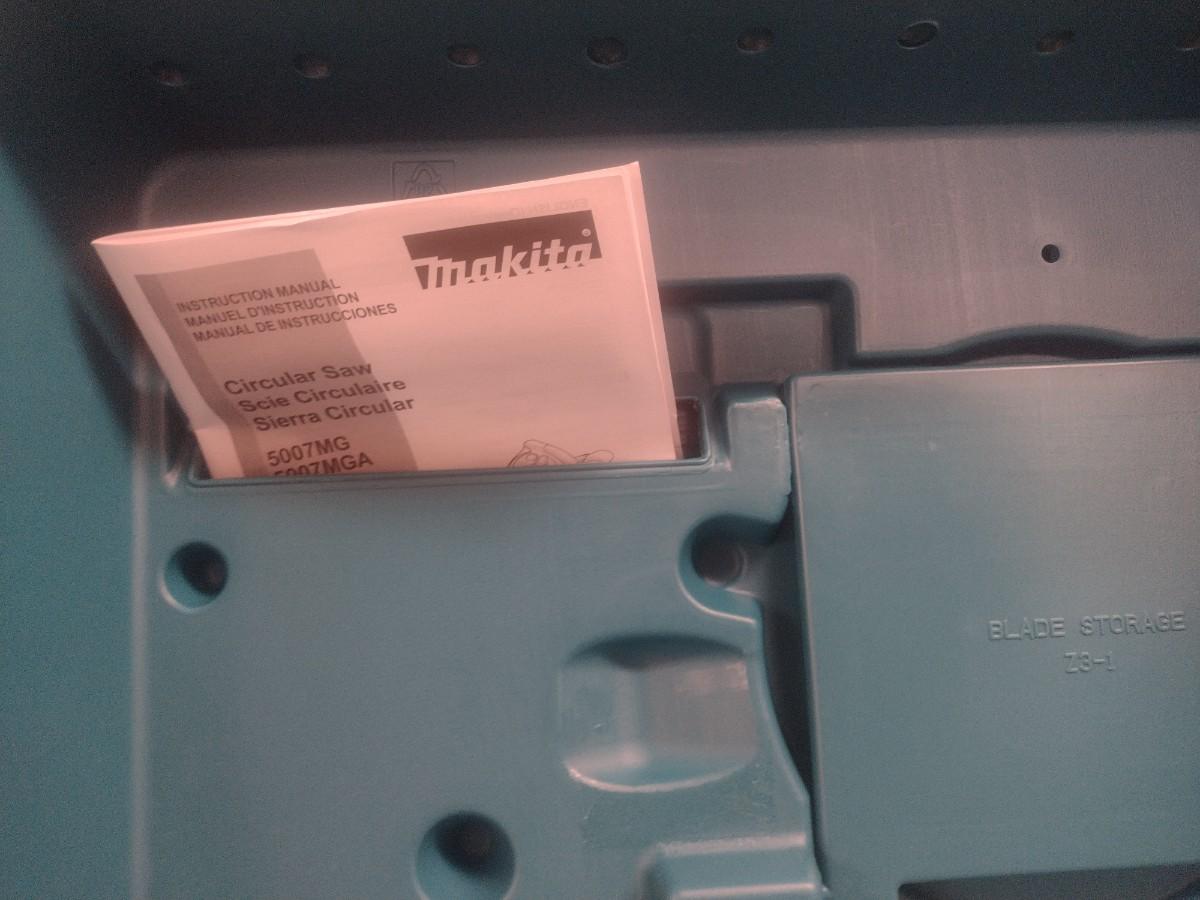 makita®
INSTRUCTION MANUAL
MANUEL D'INSTRUCTION
MANUAL DE INSTRUCCIONES
Circular Saw
Scie Circulaire
Sierra Circular
5007MG
5007MGA
BLADE STORAGE
Z3-1